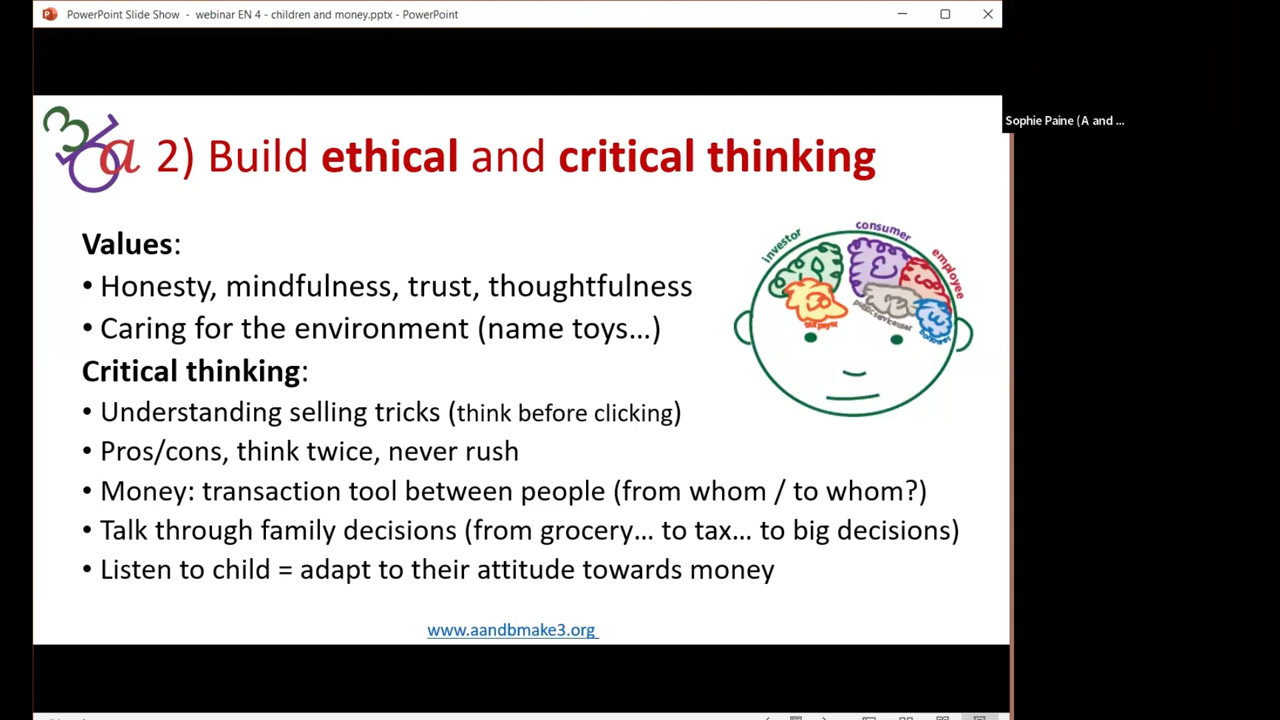 PowerPoint Slide Show - webinar EN 4 - children and money.pptx - PowerPoint
Sophie Paine (A and ...
2) Build ethical and critical thinking
Values:
• Honesty, mindfulness, trust, thoughtfulness
• Caring for the environment (name toys...)
Critical thinking:
• Understanding selling tricks (think before clicking)
• Pros/cons, think twice, never rush
• Money: transaction tool between people (from whom / to whom?)
• Talk through family decisions (from grocery... to tax... to big decisions)
• Listen to child = adapt to their attitude towards money
investor
consumer
employee
www.aandbmake3.org